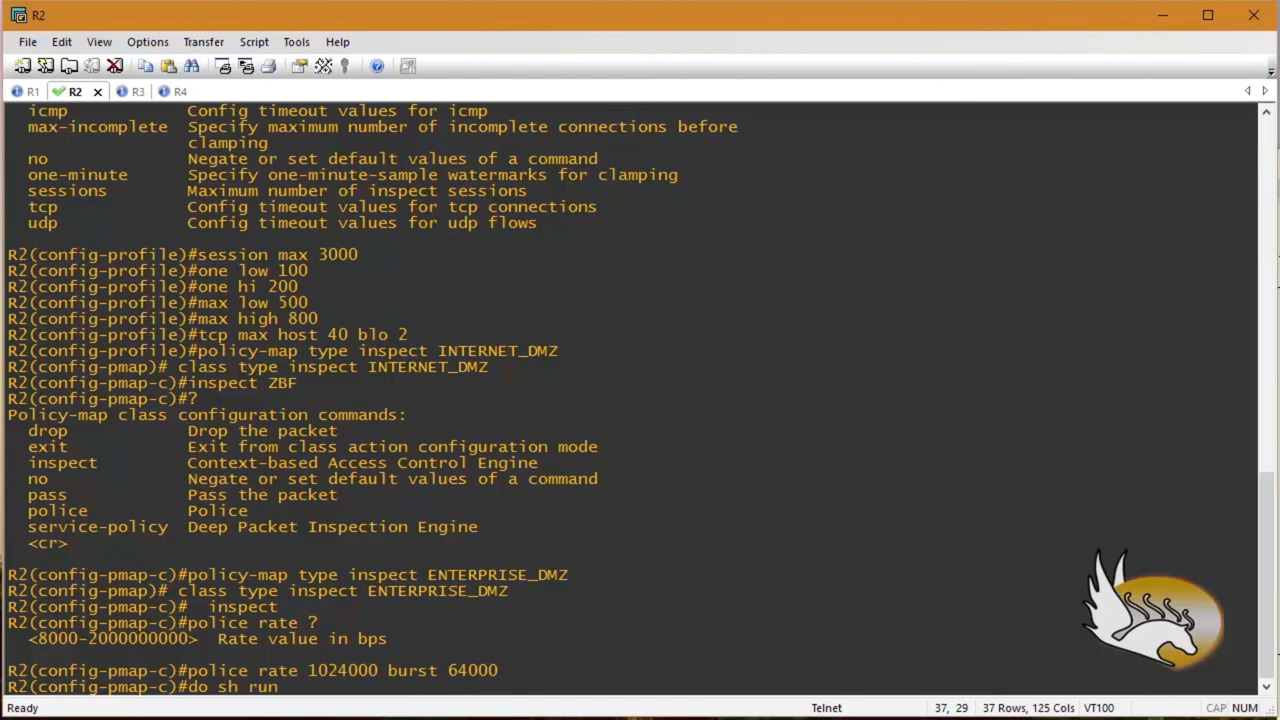 R2
File Edit View Options Transfer Script Tools Help
R1 R2 X R3 R4
icmp Config timeout values for icmp
max-incomplete Specify maximum number of incomplete connections before
clamping
no Negate or set default values of a command
one-minute Specify one-minute-sample watermarks for clamping
sessions Maximum number of inspect sessions
tcp Config timeout values for tcp connections
udp Config timeout values for udp flows
R2(config-profile)#session max 3000
R2(config-profile)#one low 100
R2(config-profile)#one hi 200
R2(config-profile)#max low 500
R2(config-profile)#max high 800
R2(config-profile)#tcp max host 40 blo 2
R2(config-profile)#policy-map type inspect INTERNET_DMZ
R2(config-pmap)# class type inspect INTERNET_DMZ
R2(config-pmap-c)#inspect ZBF
R2(config-pmap-c)#?
Policy-map class configuration commands:
drop Drop the packet
exit Exit from class action configuration mode
inspect Context-based Access Control Engine
no Negate or set default values of a command
pass Pass the packet
police Police
service-policy Deep Packet Inspection Engine
<cr>
R2(config-pmap-c)#policy-map type inspect ENTERPRISE_DMZ
R2(config-pmap)# class type inspect ENTERPRISE_DMZ
R2(config-pmap-c)# inspect
R2(config-pmap-c)#police rate ?
<8000-2000000000> Rate value in bps
R2(config-pmap-c)#police rate 1024000 burst 64000
R2(config-pmap-c)#do sh run
Ready Telnet 37, 29 37 Rows, 125 Cols VT100 CAP NUM